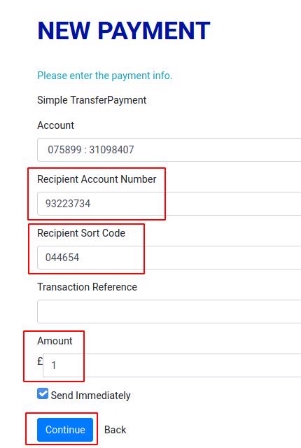 NEW PAYMENT
Please enter the payment info.
Simple TransferPayment
Account
075899 : 31098407
Recipient Account Number
93223734
Recipient Sort Code
044654
Transaction Reference
Amount
£ 1
Send Immediately
Continue Back